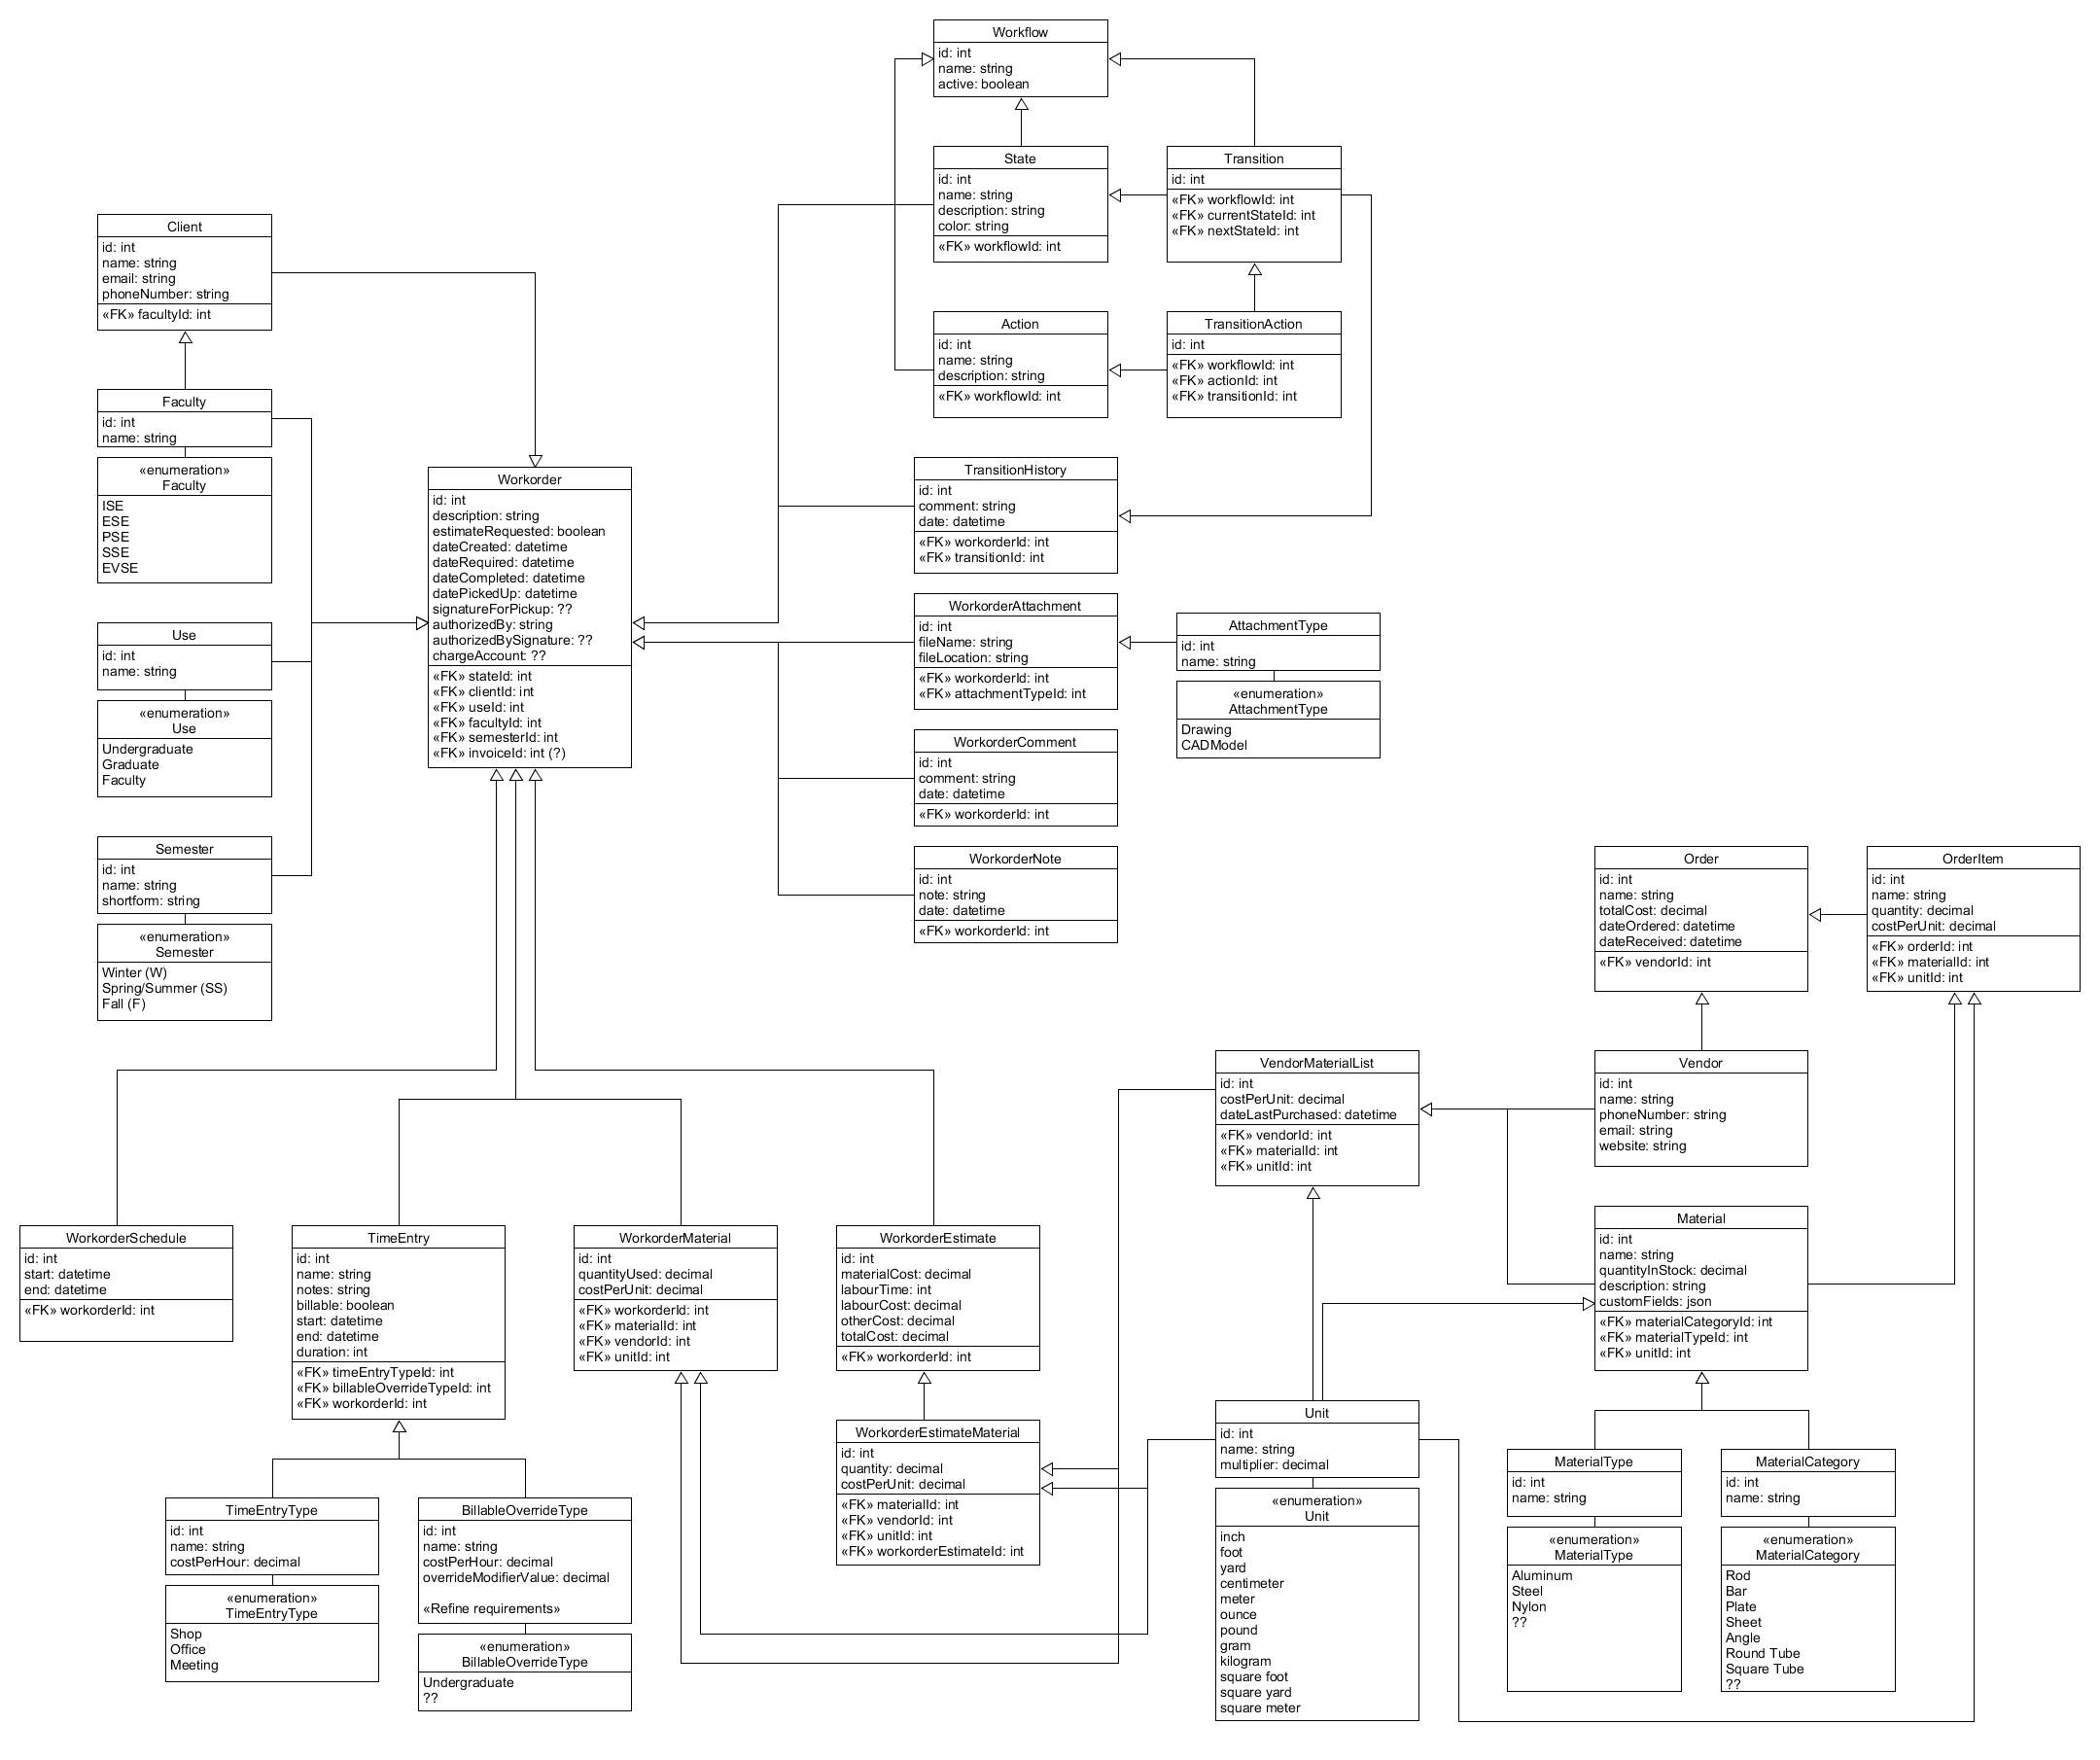 Workflow
id: int
name: string
active: boolean
State
id: int
name: string
description: string
color: string
«FK» workflowId: int
Transition
id: int
«FK» workflowId: int
«FK» currentStateId: int
«FK» nextStateId: int
Client
id: int
name: string
email: string
phoneNumber: string
«FK» facultyId: int
Action
id: int
name: string
description: string
«FK» workflowId: int
TransitionAction
id: int
«FK» workflowId: int
«FK» actionId: int
«FK» transitionId: int
Faculty
id: int
name: string
«enumeration»
Faculty
ISE
ESE
PSE
SSE
EVSE
Workorder
id: int
description: string
estimateRequested: boolean
dateCreated: datetime
dateRequired: datetime
dateCompleted: datetime
datePickedUp: datetime
signatureForPickup: ??
authorizedBy: string
authorizedBySignature: ??
chargeAccount: ??
«FK» stateId: int
«FK» clientId: int
«FK» useId: int
«FK» facultyId: int
«FK» semesterId: int
«FK» invoiceId: int (?)
TransitionHistory
id: int
comment: string
date: datetime
«FK» workorderId: int
«FK» transitionId: int
WorkorderAttachment
id: int
fileName: string
fileLocation: string
«FK» workorderId: int
«FK» attachmentTypeId: int
AttachmentType
id: int
name: string
«enumeration»
AttachmentType
Drawing
CADModel
Use
id: int
name: string
«enumeration»
Use
Undergraduate
Graduate
Faculty
WorkorderComment
id: int
comment: string
date: datetime
«FK» workorderId: int
Semester
id: int
name: string
shortform: string
«enumeration»
Semester
Winter (W)
Spring/Summer (SS)
Fall (F)
WorkorderNote
id: int
note: string
date: datetime
«FK» workorderId: int
Order
id: int
name: string
totalCost: decimal
dateOrdered: datetime
dateReceived: datetime
«FK» vendorId: int
OrderItem
id: int
name: string
quantity: decimal
costPerUnit: decimal
«FK» orderId: int
«FK» materialId: int
«FK» unitId: int
VendorMaterialList
id: int
costPerUnit: decimal
dateLastPurchased: datetime
«FK» vendorId: int
«FK» materialId: int
«FK» unitId: int
Vendor
id: int
name: string
phoneNumber: string
email: string
website: string
WorkorderSchedule
id: int
start: datetime
end: datetime
«FK» workorderId: int
TimeEntry
id: int
name: string
notes: string
billable: boolean
start: datetime
end: datetime
duration: int
«FK» timeEntryTypeId: int
«FK» billableOverrideTypeId: int
«FK» workorderId: int
WorkorderMaterial
id: int
quantityUsed: decimal
costPerUnit: decimal
«FK» workorderId: int
«FK» materialId: int
«FK» vendorId: int
«FK» unitId: int
WorkorderEstimate
id: int
materialCost: decimal
labourTime: int
labourCost: decimal
otherCost: decimal
totalCost: decimal
«FK» workorderId: int
Material
id: int
name: string
quantityInStock: decimal
description: string
customFields: json
«FK» materialCategoryId: int
«FK» materialTypeId: int
«FK» unitId: int
WorkorderEstimateMaterial
id: int
quantity: decimal
costPerUnit: decimal
«FK» materialId: int
«FK» vendorId: int
«FK» unitId: int
«FK» workorderEstimateId: int
Unit
id: int
name: string
multiplier: decimal
«enumeration»
Unit
inch
foot
yard
centimeter
meter
ounce
pound
gram
kilogram
square foot
square yard
square meter
MaterialType
id: int
name: string
«enumeration»
MaterialType
Aluminum
Steel
Nylon
??
MaterialCategory
id: int
name: string
«enumeration»
MaterialCategory
Rod
Bar
Plate
Sheet
Angle
Round Tube
Square Tube
??
TimeEntryType
id: int
name: string
costPerHour: decimal
«enumeration»
TimeEntryType
Shop
Office
Meeting
BillableOverrideType
id: int
name: string
costPerHour: decimal
overrideModifierValue: decimal
«Refine requirements»
«enumeration»
BillableOverrideType
Undergraduate
??